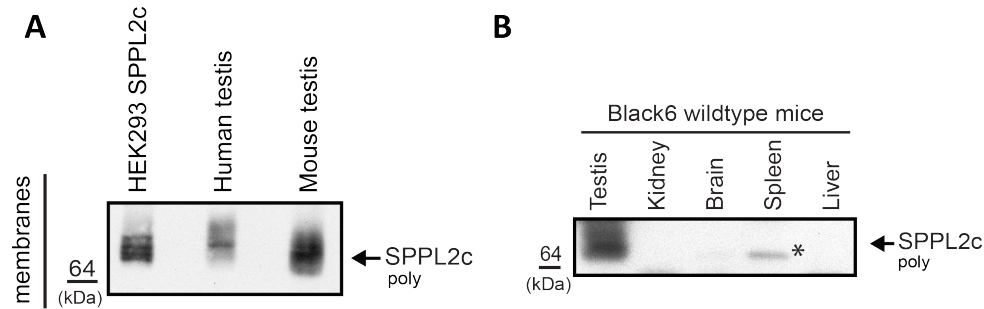 A
HEK293 SPPL2c
Human testis
Mouse testis
membranes
64
(kDa)
SPPL2c
poly
B
Black6 wildtype mice
Testis
Kidney
Brain
Spleen
Liver
64
(kDa)
*
SPPL2c
poly